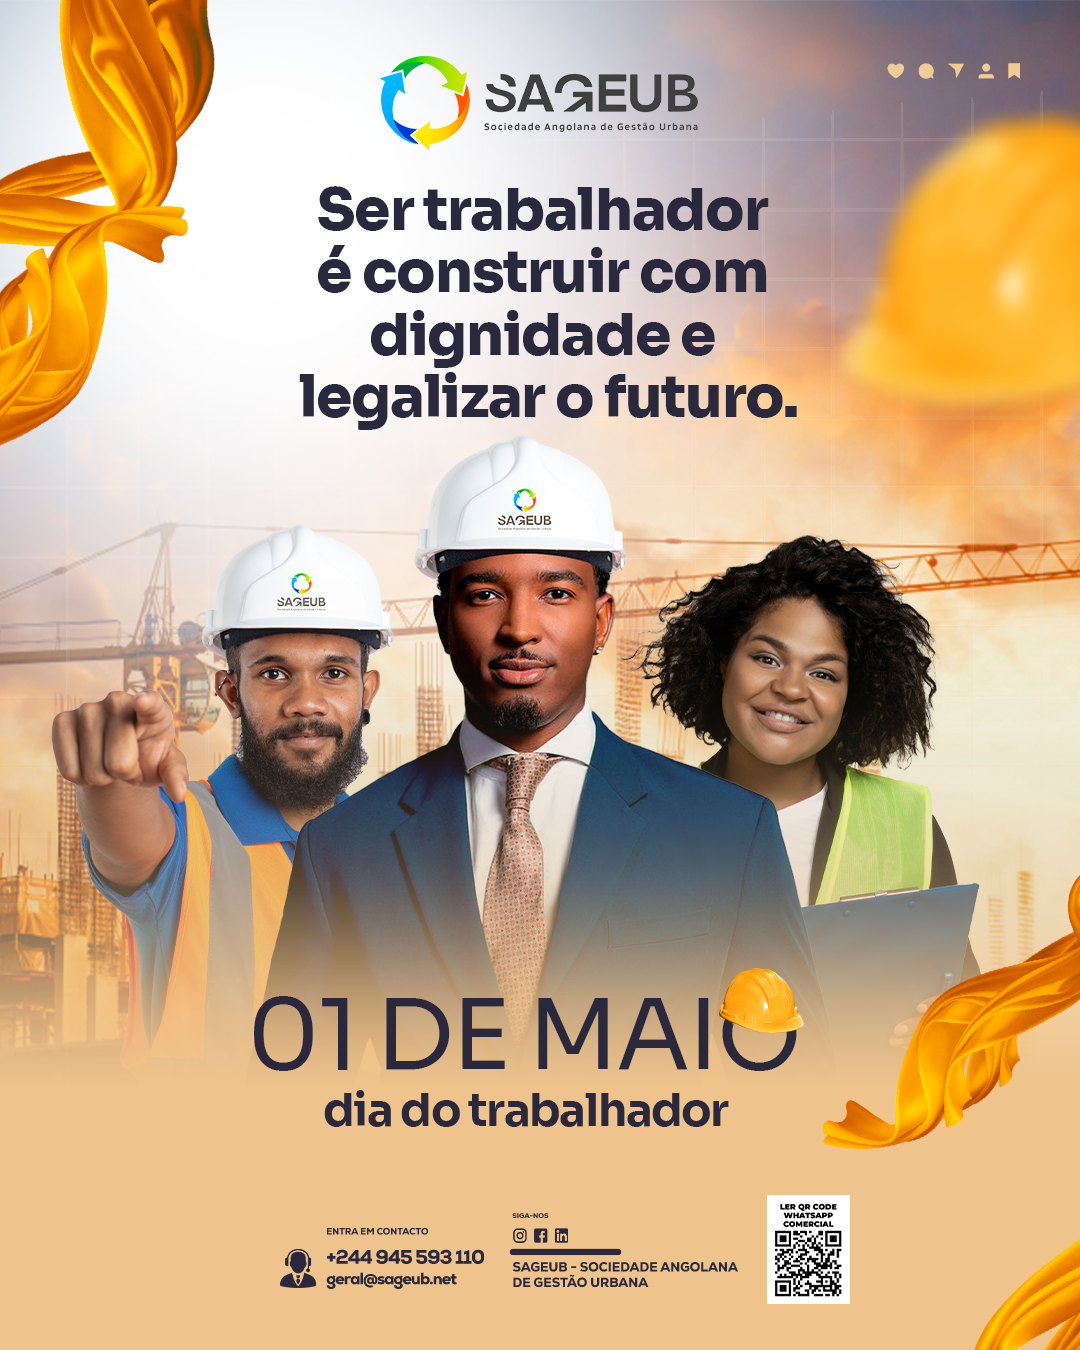 SAGEUB
Sociedade Angolana de Gestão Urbana
Ser trabalhador
é construir com
dignidade e
legalizar o futuro.
SAGEUB
SAGEUB
01 DE MAIO
dia do trabalhador
ENTRA EM CONTACTO
+244 945 593 110
geral@sageub.net
SIGA-NOS
SAGEUB - SOCIEDADE ANGOLANA
DE GESTÃO URBANA
LER QR CODE
WHATSAPP
COMERCIAL